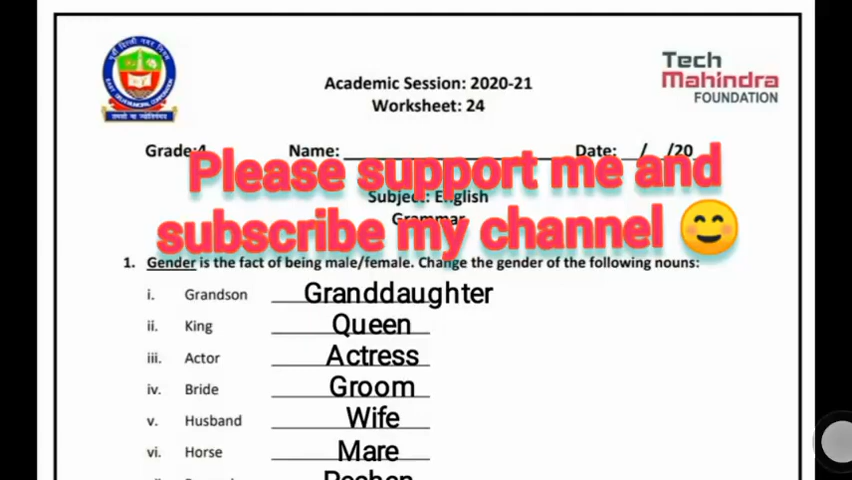 Academic Session: 2020-21
Worksheet: 24
Tech
Mahindra
FOUNDATION
Grade:4 Name: Date: / /20
Please support me and
Subject: English
subscribe my channel 😊
Grammar
1. Gender is the fact of being male/female. Change the gender of the following nouns:
i. Grandson Granddaughter
ii. King Queen
iii. Actor Actress
iv. Bride Groom
v. Husband Wife
vi. Horse Mare